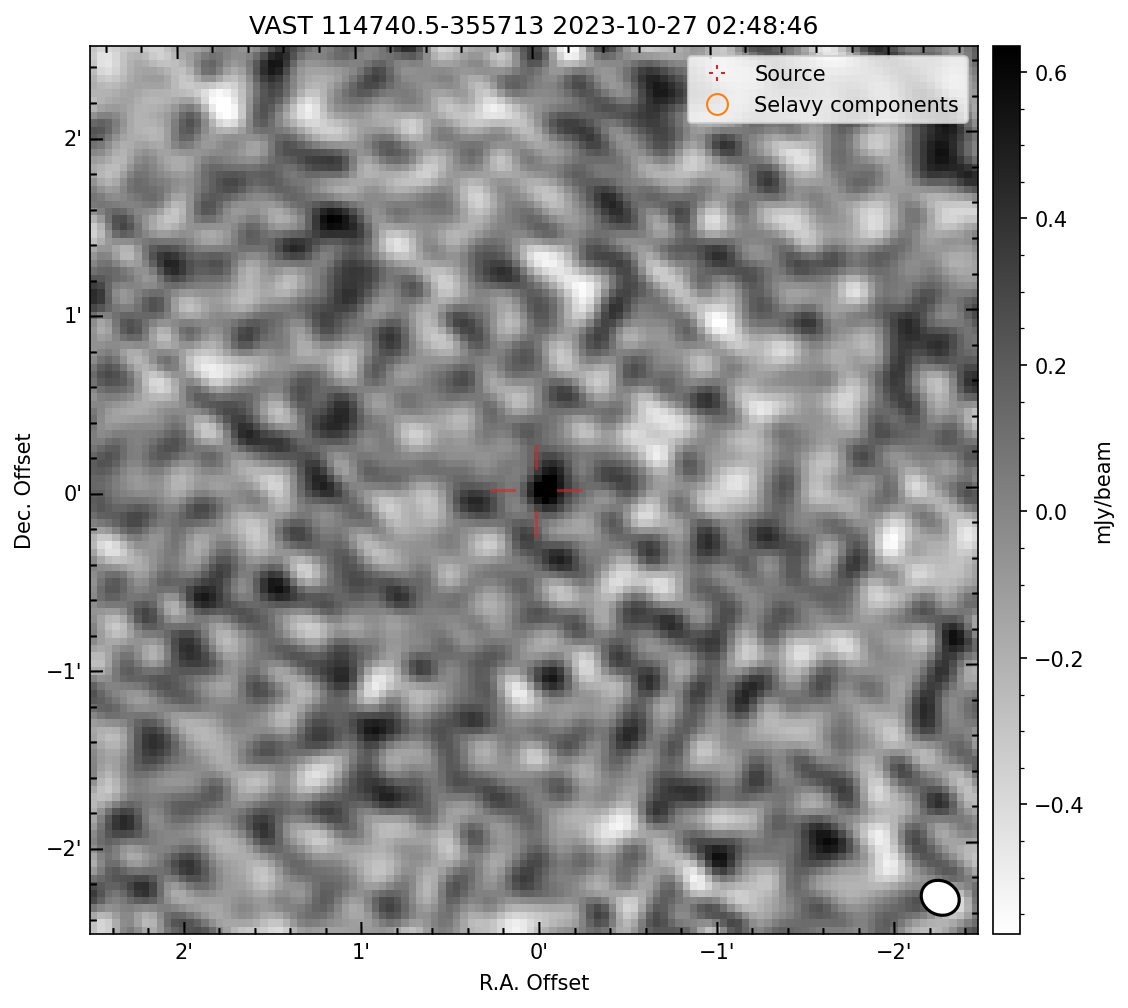 VAST 114740.5-355713 2023-10-27 02:48:46
Source
Selavy components
2'
1'
0'
−1'
−2'
Dec. Offset
2'
1'
0'
−1'
−2'
R.A. Offset
0.6
0.4
0.2
0.0
−0.2
−0.4
mJy/beam